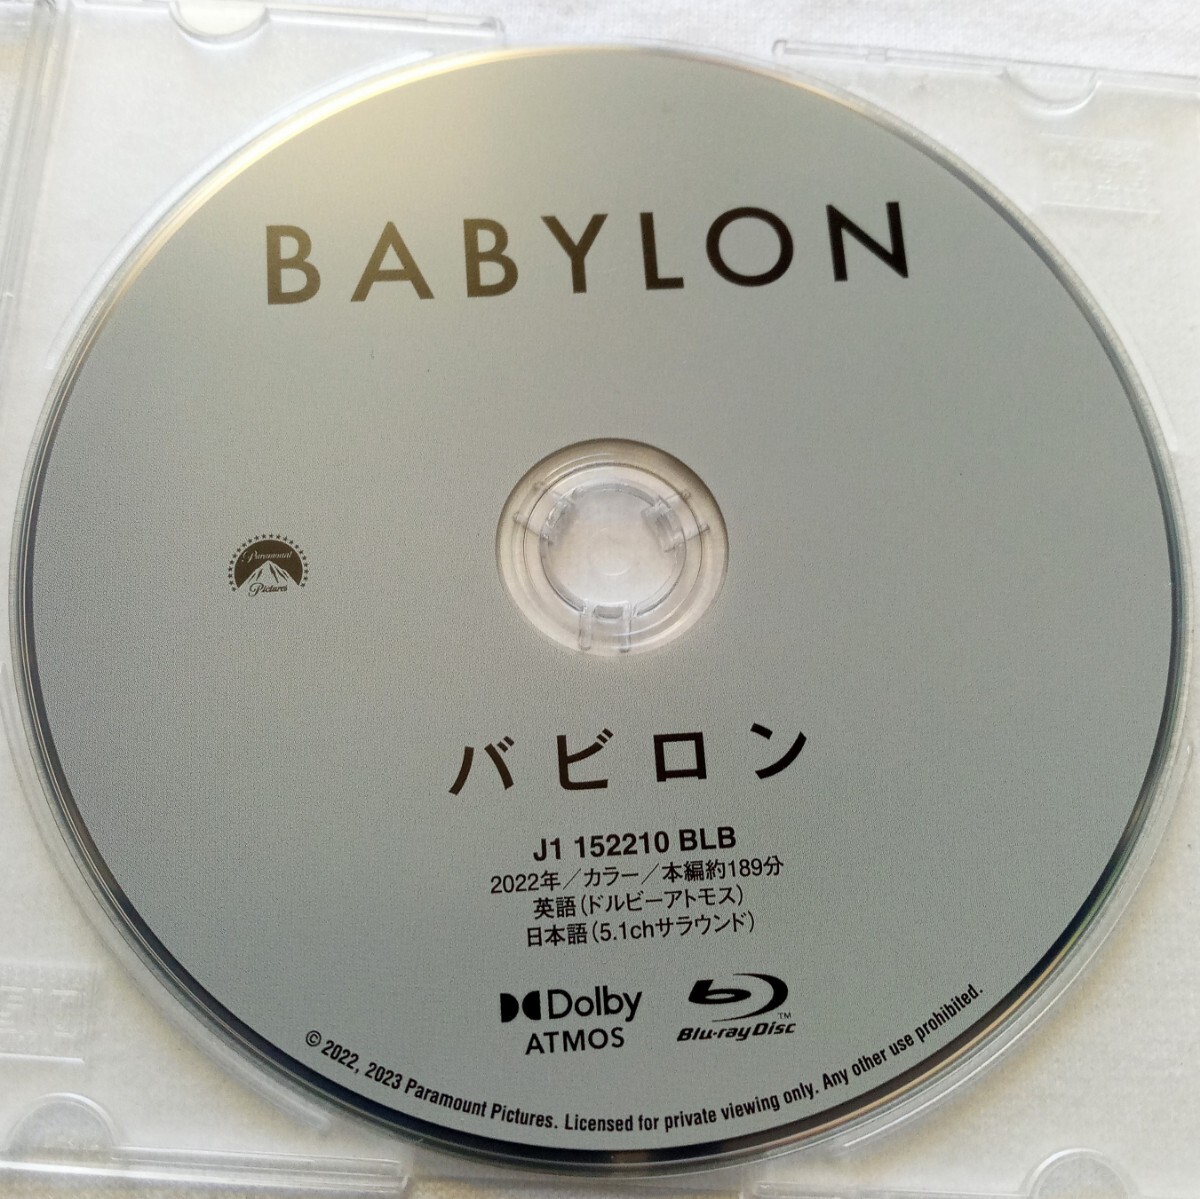 BABYLON
Paramount
Pictures
バビロン
J1 152210 BLB
2022年／カラー／本編約189分
英語(ドルビーアトモス)
日本語(5.1chサラウンド)
Dolby
ATMOS
Blu-ray Disc™
© 2022, 2023 Paramount Pictures. Licensed for private viewing only. Any other use prohibited.